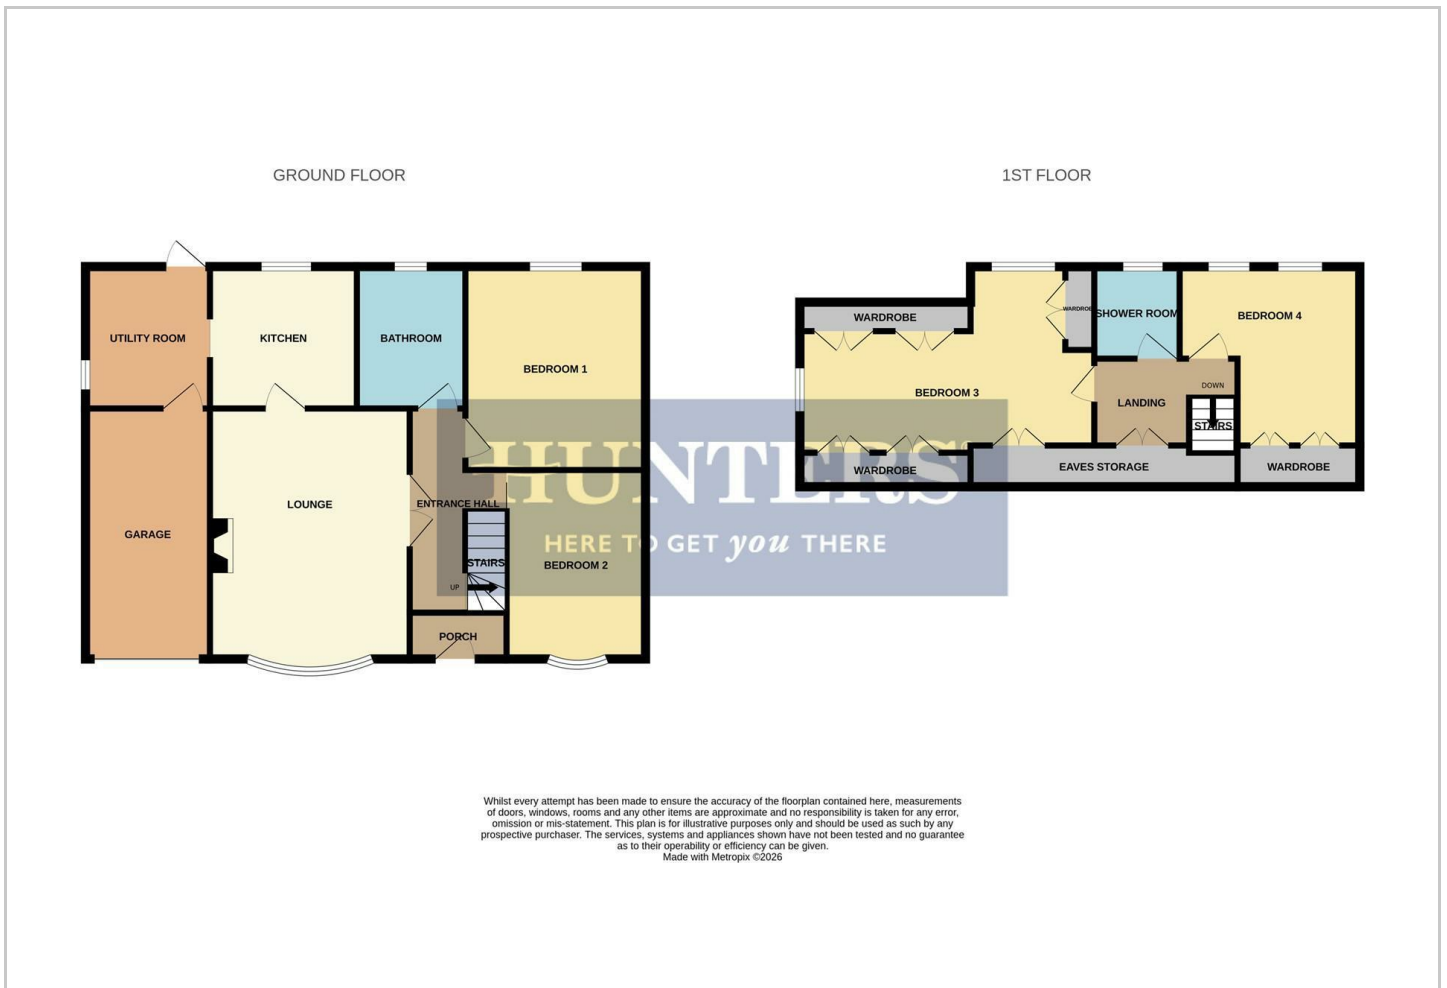 GROUND FLOOR
1ST FLOOR
UTILITY ROOM
KITCHEN
BATHROOM
BEDROOM 1
LOUNGE
GARAGE
ENTRANCE HALL
STAIRS
UP
BEDROOM 2
PORCH
WARDROBE
WARDROBE
SHOWER ROOM
BEDROOM 4
BEDROOM 3
DOWN
LANDING
STAIRS
WARDROBE
EAVES STORAGE
WARDROBE
HUNTERS®
HERE TO GET you THERE
Whilst every attempt has been made to ensure the accuracy of the floorplan contained here, measurements
of doors, windows, rooms and any other items are approximate and no responsibility is taken for any error,
omission or mis-statement. This plan is for illustrative purposes only and should be used as such by any
prospective purchaser. The services, systems and appliances shown have not been tested and no guarantee
as to their operability or efficiency can be given.
Made with Metropix ©2026